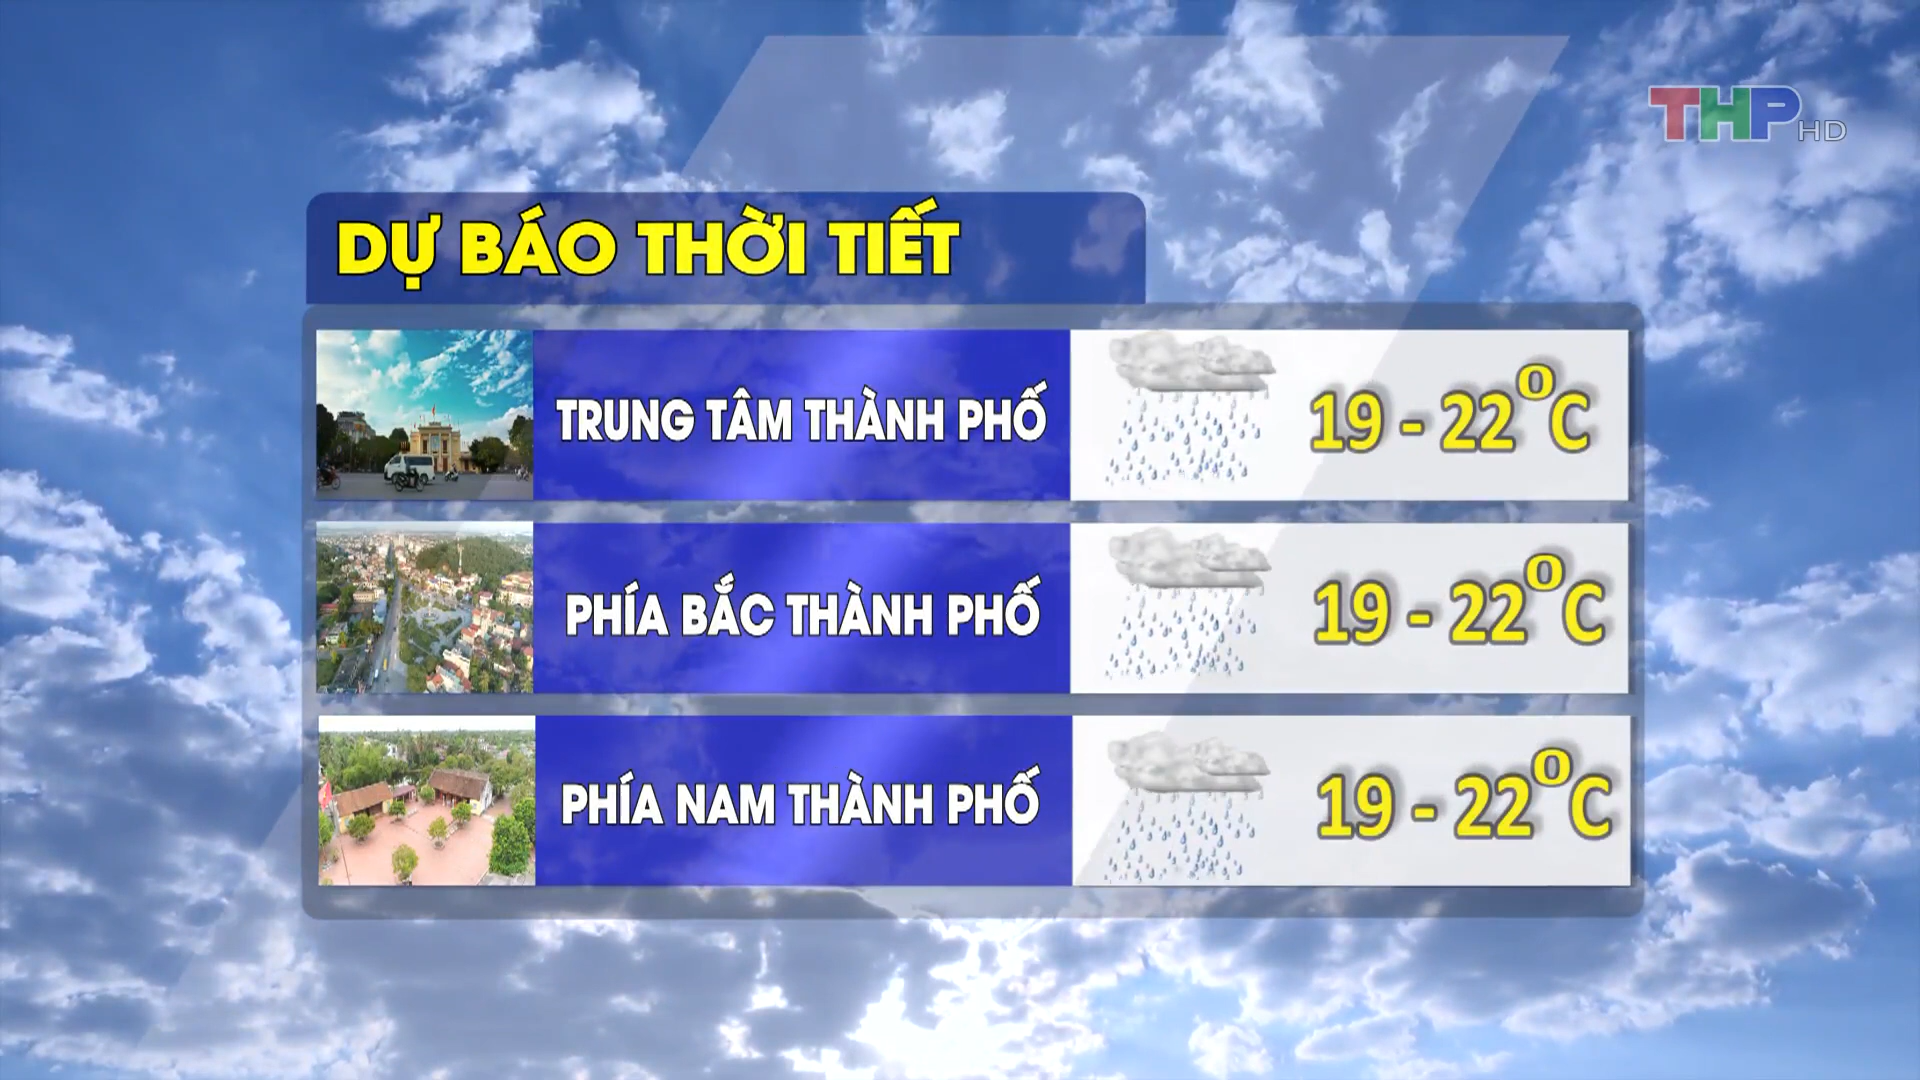 THP HD
DỰ BÁO THỜI TIẾT
TRUNG TÂM THÀNH PHỐ
19 - 22°C
PHÍA BẮC THÀNH PHỐ
19 - 22°C
PHÍA NAM THÀNH PHỐ
19 - 22°C